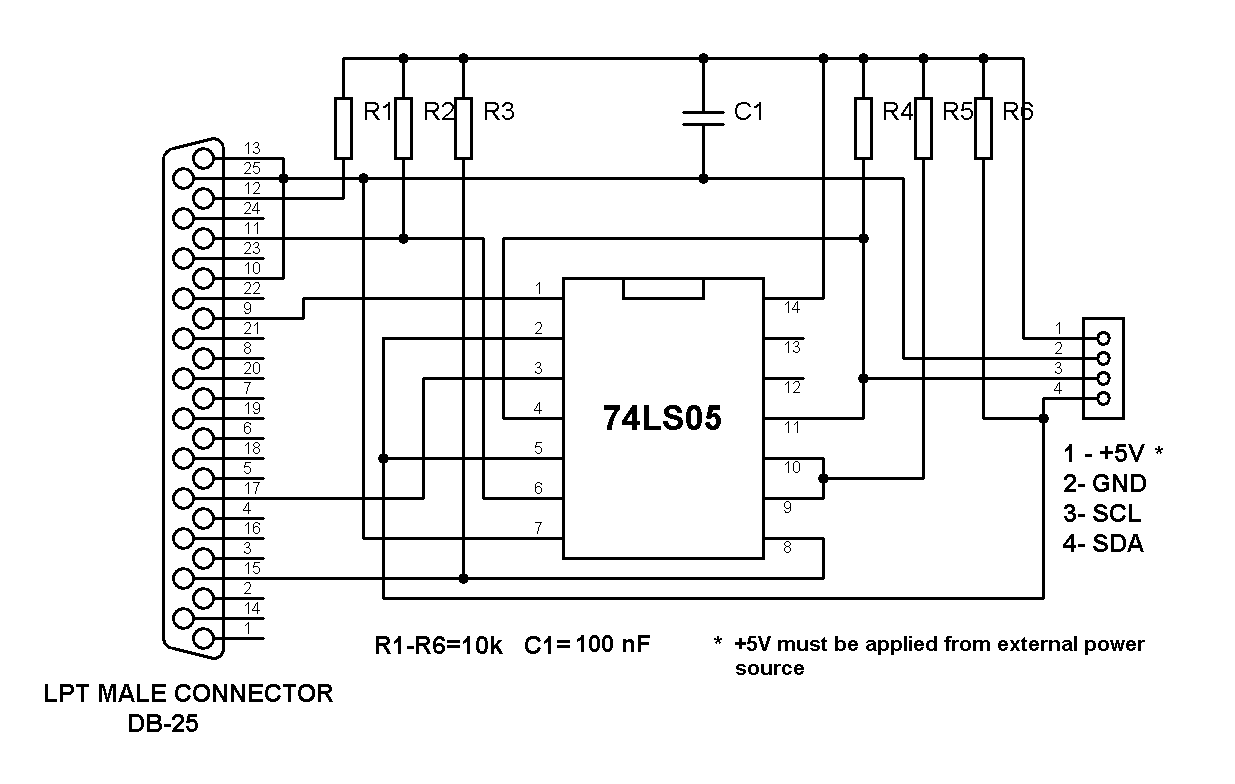 R1
R2
R3
C1
R4
R5
R6
13
25
12
24
11
23
10
22
9
21
8
20
7
19
6
18
5
17
4
16
3
15
2
14
1
1
2
3
4
5
6
7
74LS05
14
13
12
11
10
9
8
1
2
3
4
1 - +5V *
2- GND
3- SCL
4- SDA
R1-R6=10k C1= 100 nF
* +5V must be applied from external power
source
LPT MALE CONNECTOR
DB-25